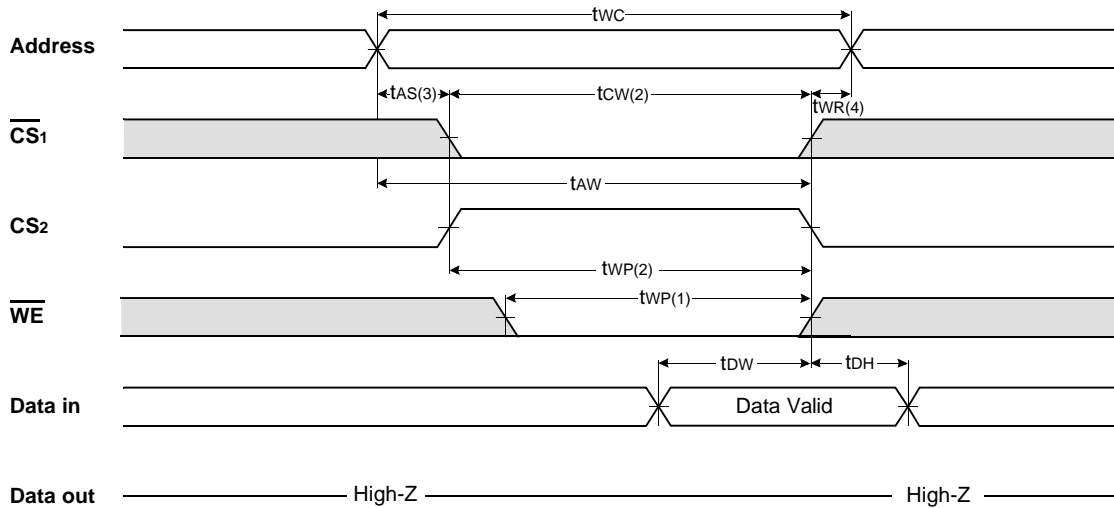 tWC
Address
tAS(3) tCW(2) tWR(4)
CS1
tAW
CS2
tWP(2)
tWP(1)
WE
tDW tDH
Data in Data Valid
Data out High-Z High-Z